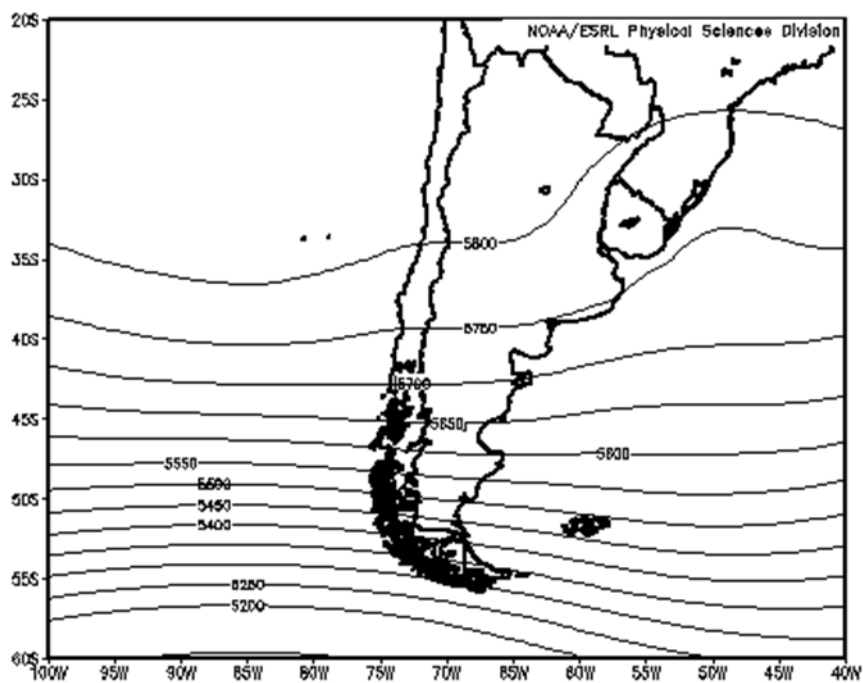 20S
NOAA/ESRL Physical Sciences Division
25S
30S
35S
5800
40S
5750
5700
45S
5650
5600
5550
5500
50S
5450
5400
55S
5250
5200
60S
100W 95W 90W 85W 80W 75W 70W 65W 60W 55W 50W 45W 40W